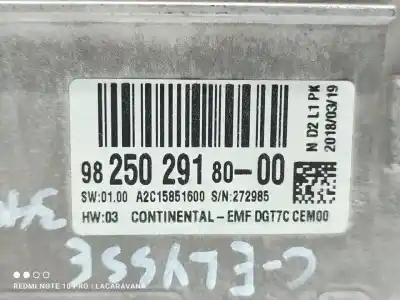 98 250 291 80-00
SW:01.00 A2C15851600 S/N:272985
HW:03 CONTINENTAL-EMF DGT7C CEM00
N D2 L1 PK
2018/03/19
C-ELYSSE
REDMI NOTE 10 PRO | LACARAVANA